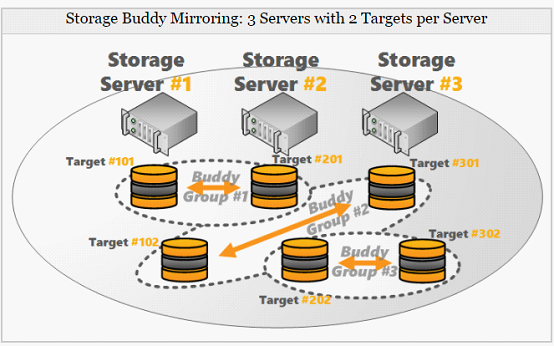 Storage Buddy Mirroring: 3 Servers with 2 Targets per Server
Storage
Server #1
Storage
Server #2
Storage
Server #3
Target #101
Target #201
Target #301
Buddy
Group #1
Buddy
Group #2
Target #102
Target #302
Buddy
Group #3
Target #202